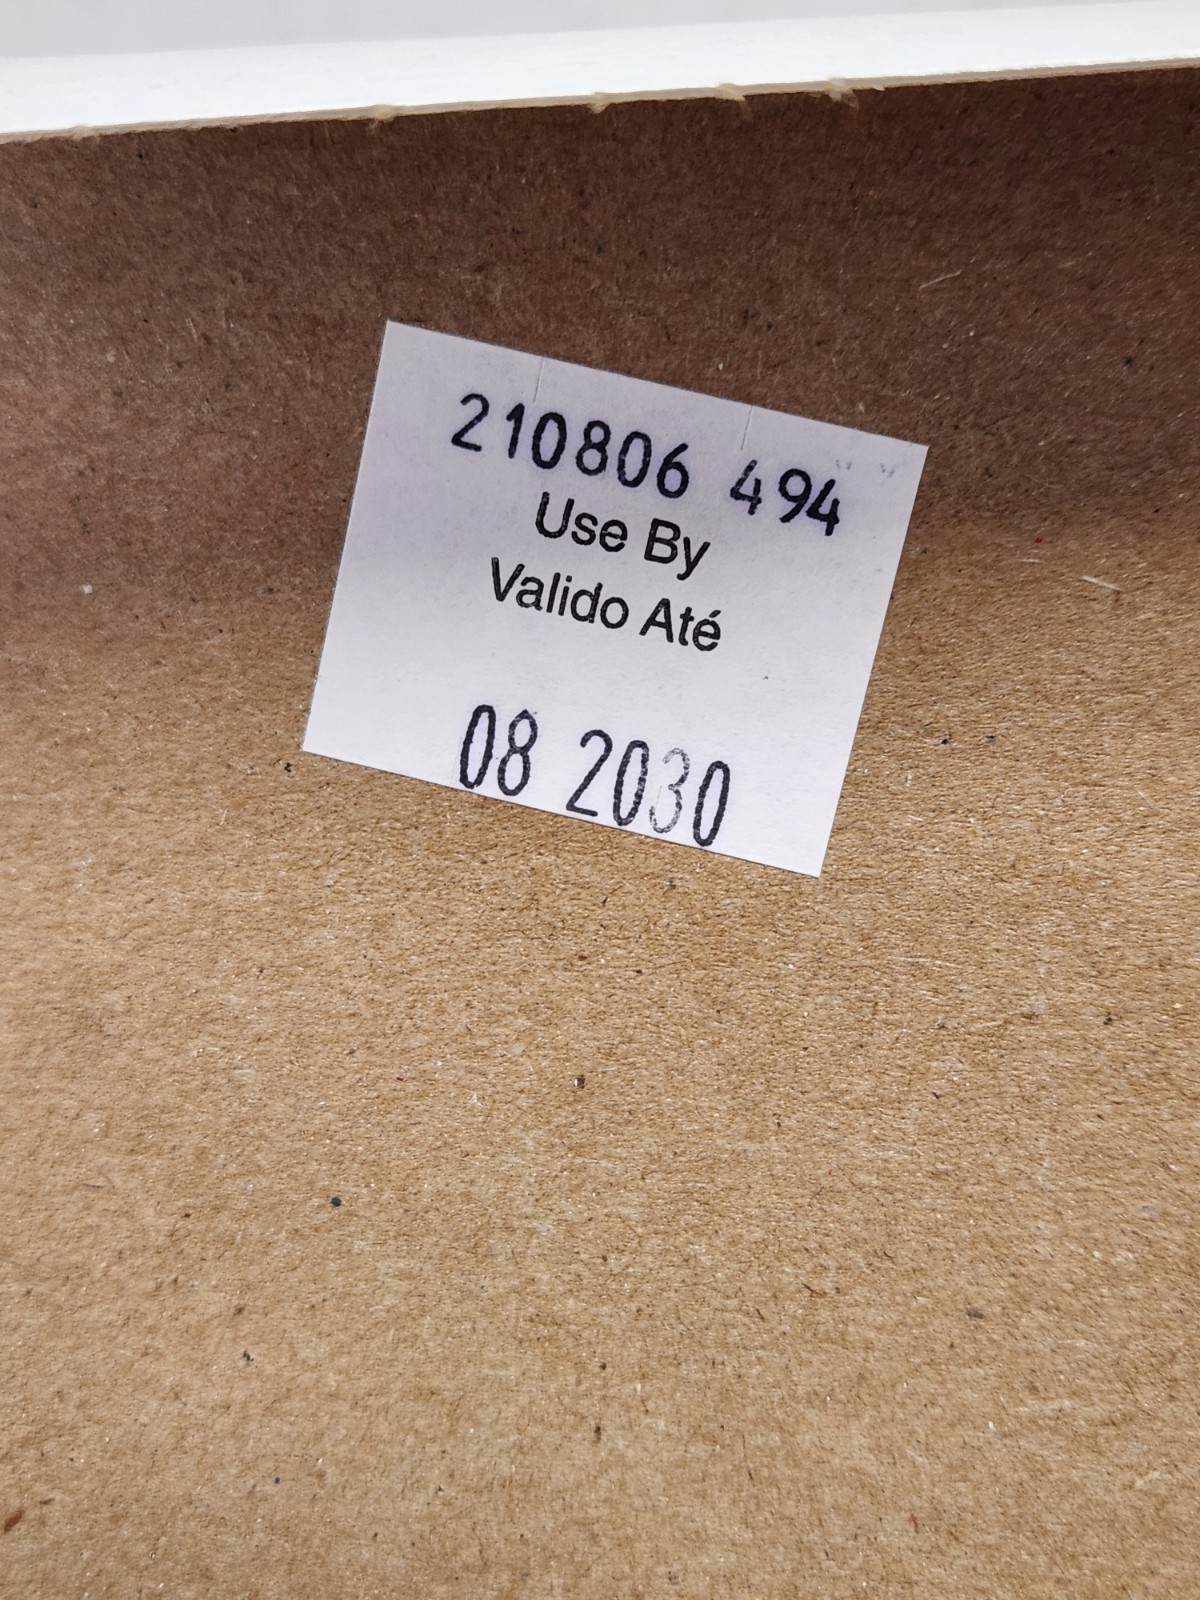 210806 494
Use By
Valido Até
08 2030